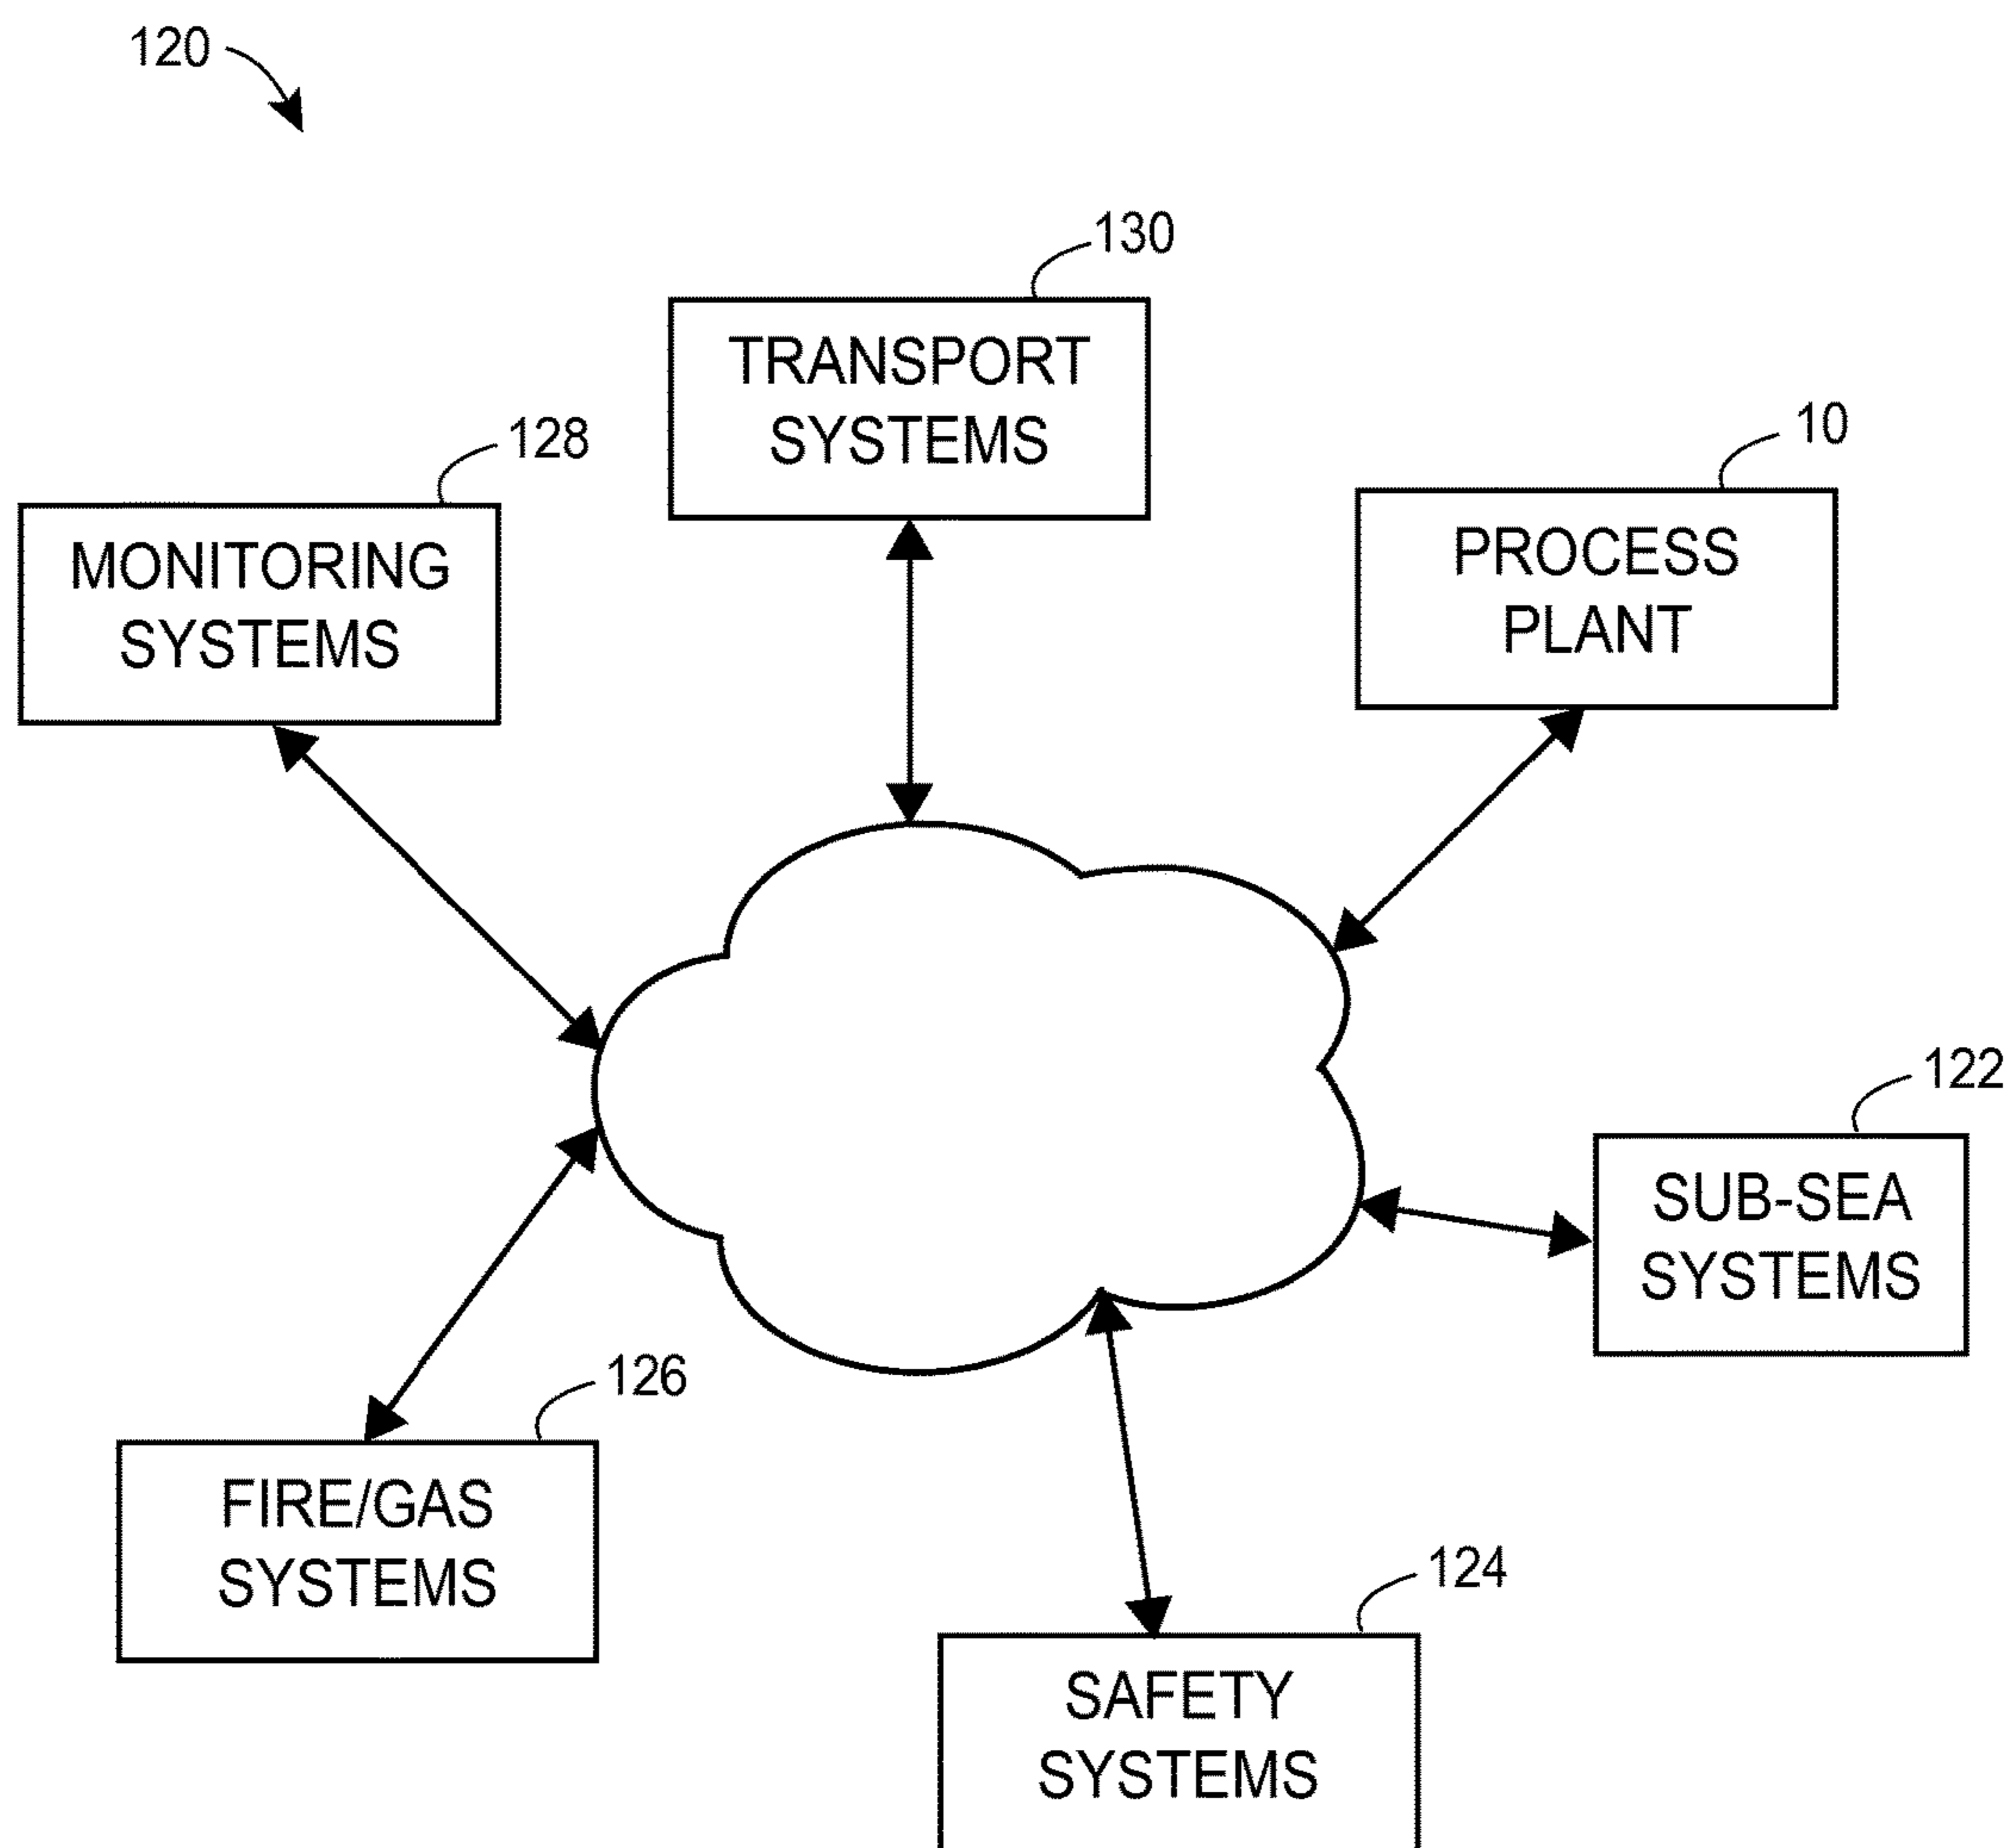 120
130
TRANSPORT
SYSTEMS
10
PROCESS
PLANT
128
MONITORING
SYSTEMS
122
SUB-SEA
SYSTEMS
126
FIRE/GAS
SYSTEMS
124
SAFETY
SYSTEMS